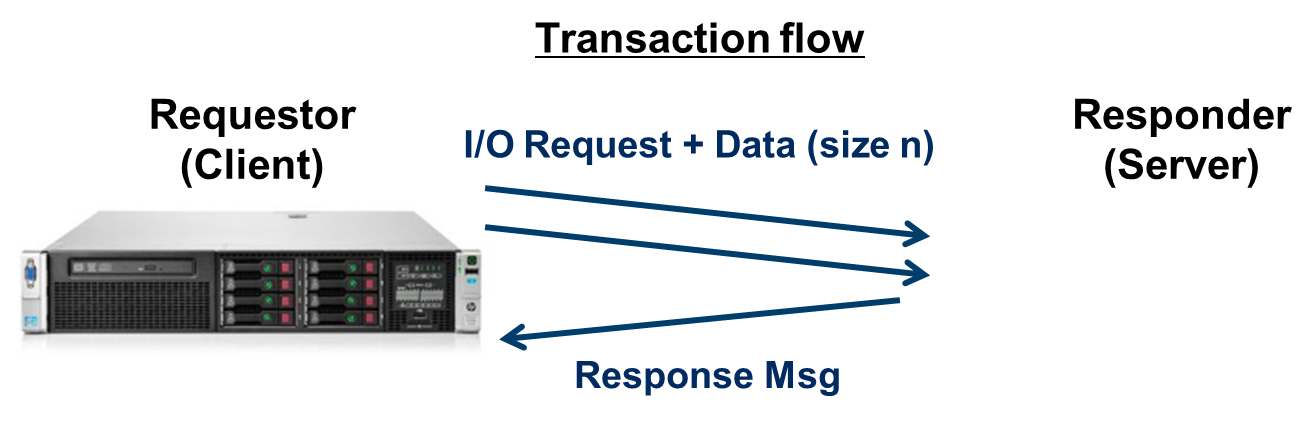 Transaction flow
Requestor
(Client)
I/O Request + Data (size n)
Responder
(Server)
Response Msg